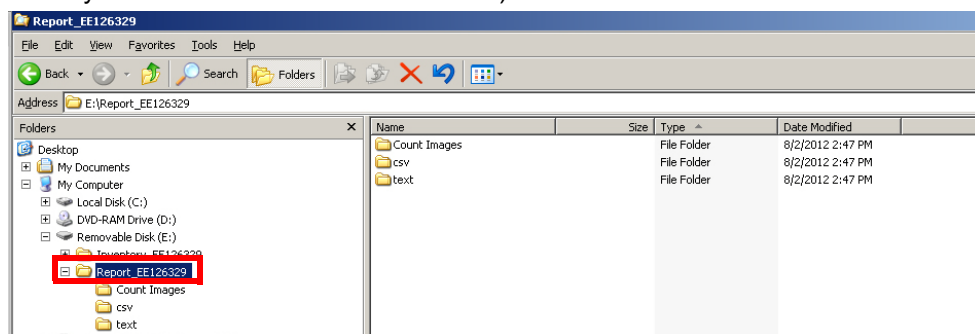 Report_EE126329
File Edit View Favorites Tools Help
Back Search Folders
Address E:\Report_EE126329
Folders x Name Size Type Date Modified
Desktop
My Documents
My Computer
Local Disk (C:)
DVD-RAM Drive (D:)
Removable Disk (E:)
Inventory_EE126329
Report_EE126329
Count Images
csv
text
Count Images File Folder 8/2/2012 2:47 PM
csv File Folder 8/2/2012 2:47 PM
text File Folder 8/2/2012 2:47 PM